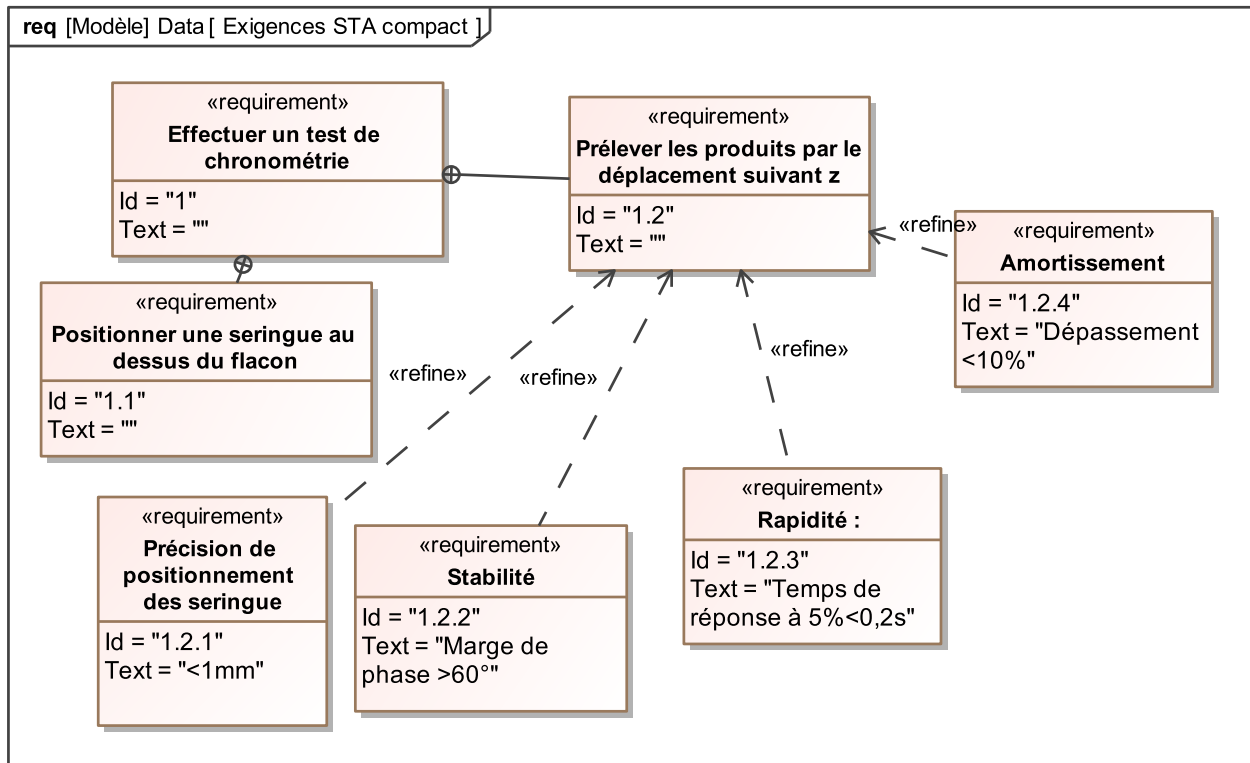 req [Modèle] Data [ Exigences STA compact ]
«requirement»
Effectuer un test de
chronométrie
Id = "1"
Text = ""
«requirement»
Prélever les produits par le
déplacement suivant z
Id = "1.2"
Text = ""
«refine»
«requirement»
Amortissement
Id = "1.2.4"
Text = "Dépassement
<10%"
«requirement»
Positionner une seringue au
dessus du flacon
Id = "1.1"
Text = ""
«refine»
«refine»
«refine»
«requirement»
Précision de
positionnement
des seringue
Id = "1.2.1"
Text = "<1mm"
«requirement»
Stabilité
Id = "1.2.2"
Text = "Marge de
phase >60°"
«requirement»
Rapidité :
Id = "1.2.3"
Text = "Temps de
réponse à 5%<0,2s"